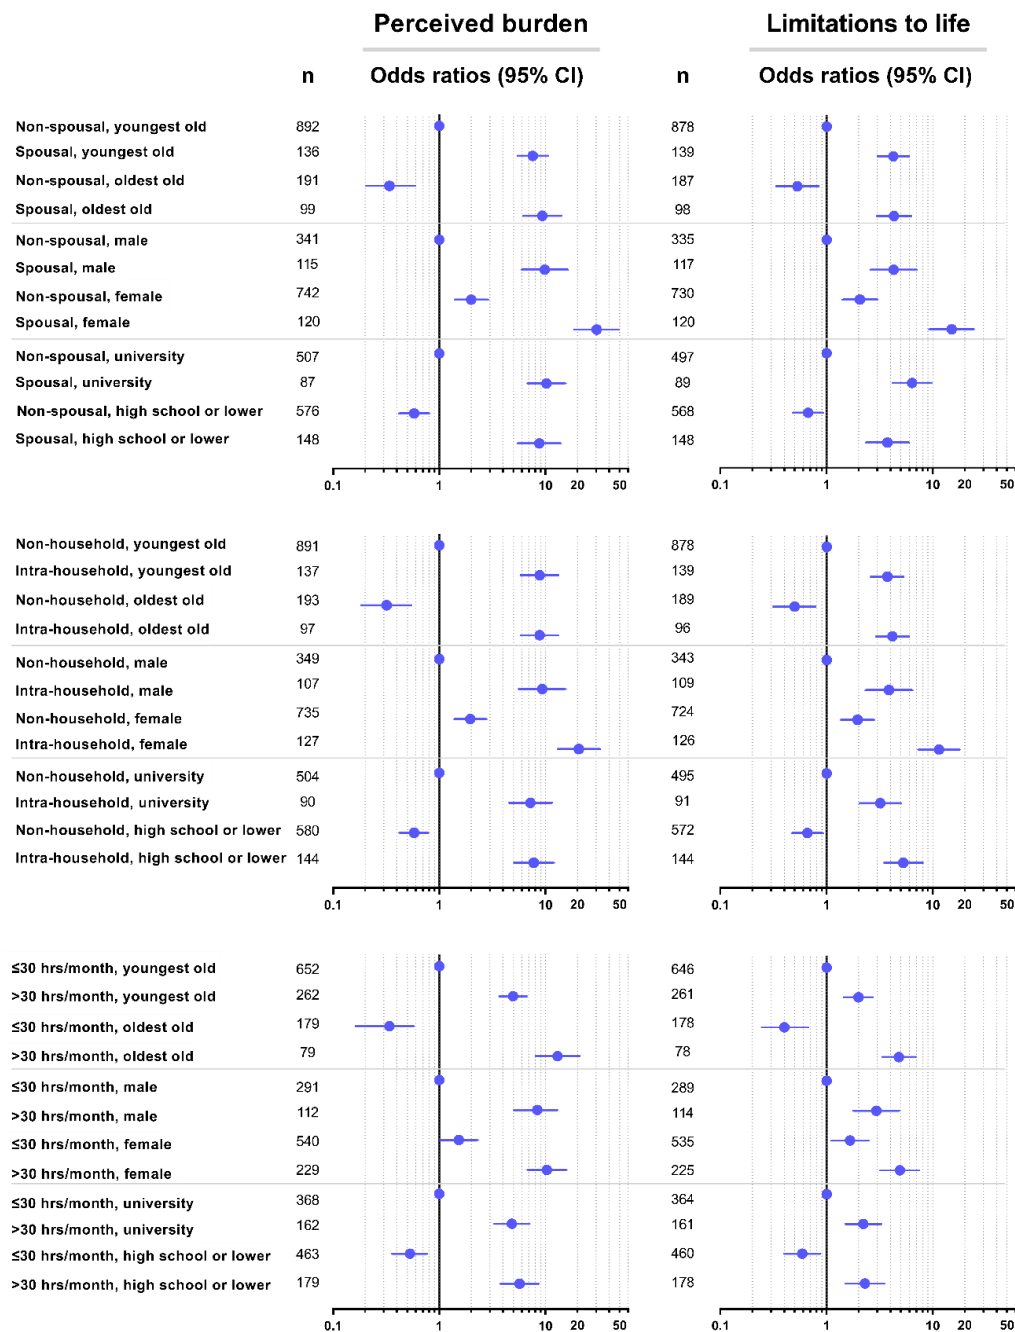 Perceived burden Limitations to life
n Odds ratios (95% CI) n Odds ratios (95% CI)
Non-spousal, youngest old 892 878
Spousal, youngest old 136 139
Non-spousal, oldest old 191 187
Spousal, oldest old 99 98
Non-spousal, male 341 335
Spousal, male 115 117
Non-spousal, female 742 730
Spousal, female 120 120
Non-spousal, university 507 497
Spousal, university 87 89
Non-spousal, high school or lower 576 568
Spousal, high school or lower 148 148
0.1 1 10 20 50 0.1 1 10 20 50
Non-household, youngest old 891 878
Intra-household, youngest old 137 139
Non-household, oldest old 193 189
Intra-household, oldest old 97 96
Non-household, male 349 343
Intra-household, male 107 109
Non-household, female 735 724
Intra-household, female 127 126
Non-household, university 504 495
Intra-household, university 90 91
Non-household, high school or lower 580 572
Intra-household, high school or lower 144 144
0.1 1 10 20 50 0.1 1 10 20 50
≤30 hrs/month, youngest old 652 646
>30 hrs/month, youngest old 262 261
≤30 hrs/month, oldest old 179 178
>30 hrs/month, oldest old 79 78
≤30 hrs/month, male 291 289
>30 hrs/month, male 112 114
≤30 hrs/month, female 540 535
>30 hrs/month, female 229 225
≤30 hrs/month, university 368 364
>30 hrs/month, university 162 161
≤30 hrs/month, high school or lower 463 460
>30 hrs/month, high school or lower 179 178
0.1 1 10 20 50 0.1 1 10 20 50